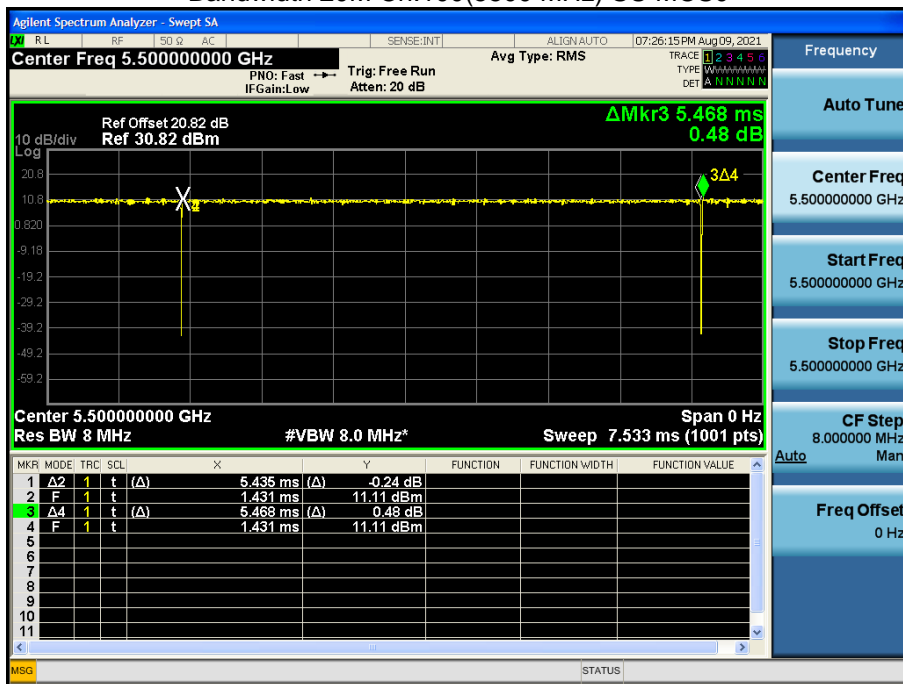 Agilent Spectrum Analyzer - Swept SA
LXI RL RF 50 Ω AC SENSE:INT ALIGN AUTO 07:26:15 PM Aug 09, 2021
Center Freq 5.500000000 GHz Avg Type: RMS TRACE 1 2 3 4 5 6
PNO: Fast Trig: Free Run TYPE
IFGain:Low Atten: 20 dB DET A N N N N N
ΔMkr3 5.468 ms
0.48 dB
Ref Offset 20.82 dB
10 dB/div Ref 30.82 dBm
Log
20.8
10.8
0.820
-9.18
-19.2
-29.2
-39.2
-49.2
-59.2
3Δ4
Center 5.500000000 GHz Span 0 Hz
Res BW 8 MHz #VBW 8.0 MHz* Sweep 7.533 ms (1001 pts)
MKR MODE TRC SCL X Y FUNCTION FUNCTION WIDTH FUNCTION VALUE
1 Δ2 1 t (Δ) 5.435 ms (Δ) -0.24 dB
2 F 1 t 1.431 ms 11.11 dBm
3 Δ4 1 t (Δ) 5.468 ms (Δ) 0.48 dB
4 F 1 t 1.431 ms 11.11 dBm
5
6
7
8
9
10
11
MSG STATUS
Frequency
Auto Tune
Center Freq
5.500000000 GHz
Start Freq
5.500000000 GHz
Stop Freq
5.500000000 GHz
CF Step
8.000000 MHz
Auto Man
Freq Offset
0 Hz